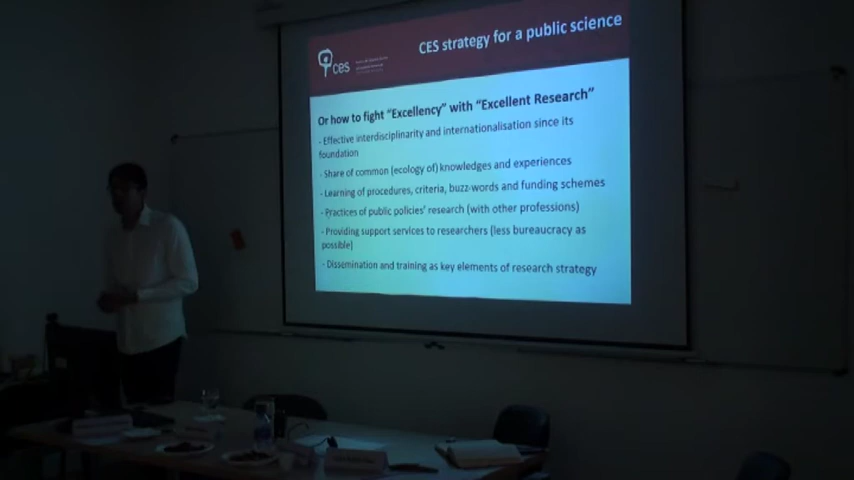 CES strategy for a public science
ces
Or how to fight “Excellency” with “Excellent Research”
- Effective interdisciplinarity and internationalisation since its
foundation
- Share of common (ecology of) knowledges and experiences
- Learning of procedures, criteria, buzz-words and funding schemes
- Practices of public policies’ research (with other professions)
- Providing support services to researchers (less bureaucracy as
possible)
- Dissemination and training as key elements of research strategy